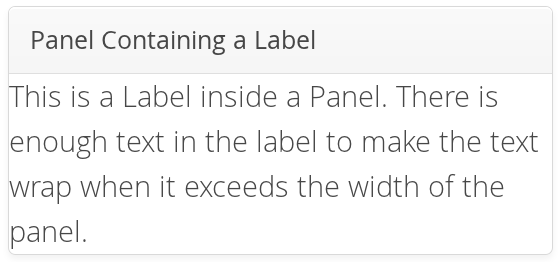 Panel Containing a Label
This is a Label inside a Panel. There is
enough text in the label to make the text
wrap when it exceeds the width of the
panel.